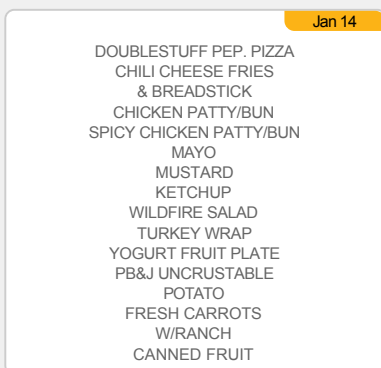 Jan 14
DOUBLESTUFF PEP. PIZZA
CHILI CHEESE FRIES
& BREADSTICK
CHICKEN PATTY/BUN
SPICY CHICKEN PATTY/BUN
MAYO
MUSTARD
KETCHUP
WILDFIRE SALAD
TURKEY WRAP
YOGURT FRUIT PLATE
PB&J UNCRUSTABLE
POTATO
FRESH CARROTS
W/RANCH
CANNED FRUIT